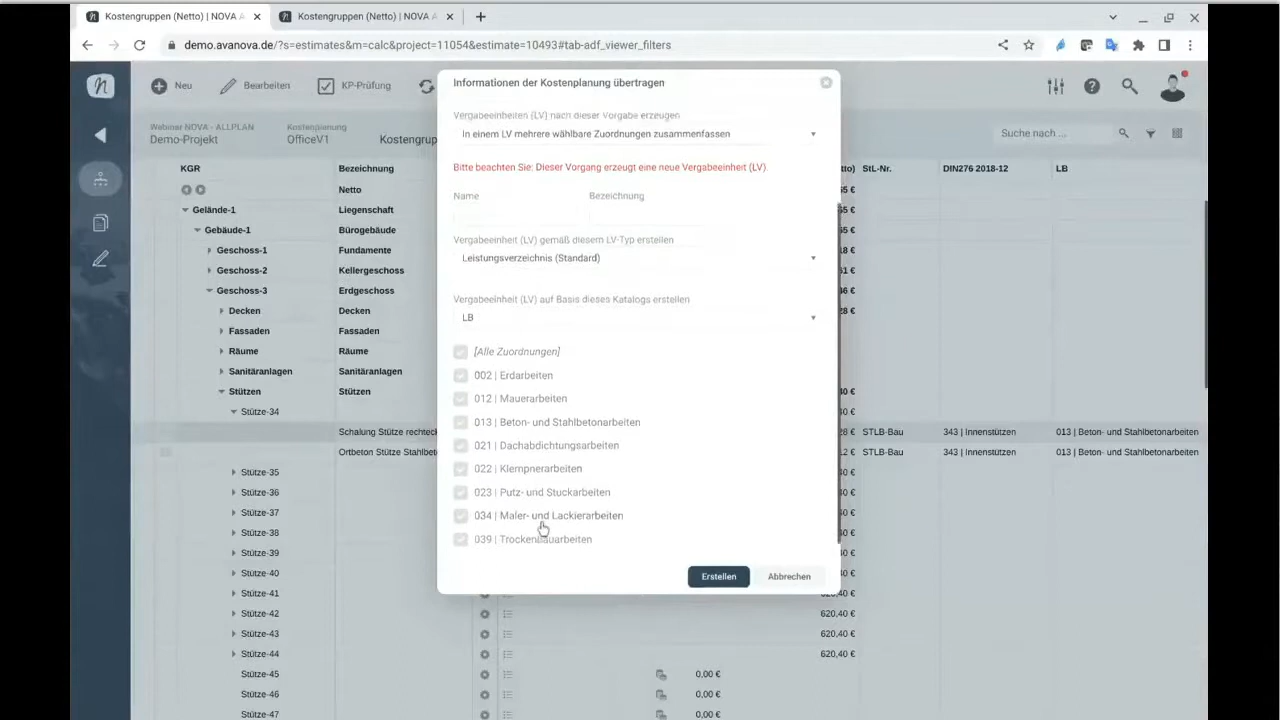 Kostengruppen (Netto) | NOVA A
Kostengruppen (Netto) | NOVA A
demo.avanova.de/?s=estimates&m=calc&project=11054&estimate=10493#tab-adf_viewer_filters
Neu
Bearbeiten
KP-Prüfung
Webinar NOVA - ALLPLAN
Demo-Projekt
Kostenplanung
OfficeV1
Kostengrup
Suche nach ...
Informationen der Kostenplanung übertragen
Vergabeeinheiten (LV) nach dieser Vorgabe erzeugen
In einem LV mehrere wählbare Zuordnungen zusammenfassen
Bitte beachten Sie: Dieser Vorgang erzeugt eine neue Vergabeeinheit (LV).
Name Bezeichnung
Vergabeeinheit (LV) gemäß diesem LV-Typ erstellen
Leistungsverzeichnis (Standard)
Vergabeeinheit (LV) auf Basis dieses Katalogs erstellen
LB
[Alle Zuordnungen]
002 | Erdarbeiten
012 | Mauerarbeiten
013 | Beton- und Stahlbetonarbeiten
021 | Dachabdichtungsarbeiten
022 | Klempnerarbeiten
023 | Putz- und Stuckarbeiten
034 | Maler- und Lackierarbeiten
039 | Trockenbauarbeiten
Erstellen Abbrechen
KGR Bezeichnung StL-Nr. DIN276 2018-12 LB
Netto
Gelände-1 Liegenschaft
Gebäude-1 Bürogebäude
Geschoss-1 Fundamente
Geschoss-2 Kellergeschoss
Geschoss-3 Erdgeschoss
Decken Decken
Fassaden Fassaden
Räume Räume
Sanitäranlagen Sanitäranlagen
Stützen Stützen
Stütze-34
Schalung Stütze rechteck STLB-Bau 343 | Innenstützen 013 | Beton- und Stahlbetonarbeiten
Ortbeton Stütze Stahlbeto STLB-Bau 343 | Innenstützen 013 | Beton- und Stahlbetonarbeiten
Stütze-35
Stütze-36
Stütze-37
Stütze-38
Stütze-39
Stütze-40
Stütze-41 620,40 €
Stütze-42 620,40 €
Stütze-43 620,40 €
Stütze-44 620,40 €
Stütze-45 0,00 €
Stütze-46 0,00 €
Stütze-47 0,00 €